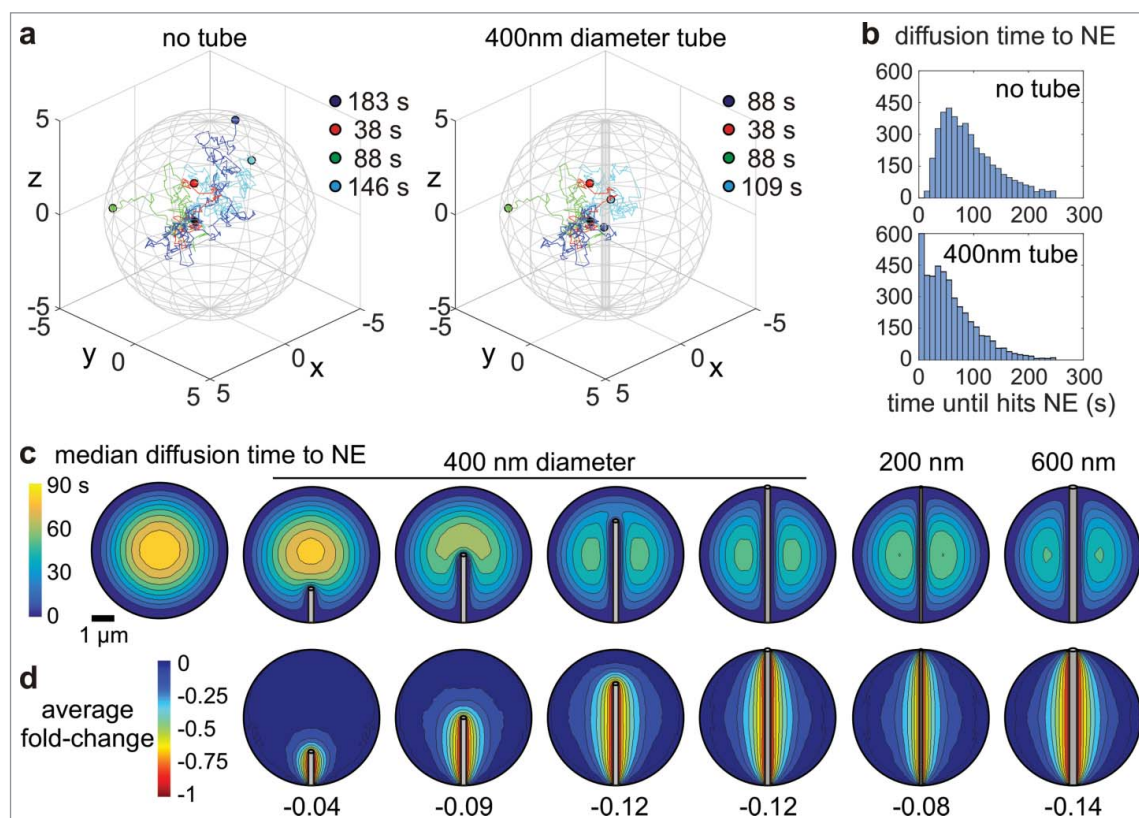 a
no tube
400nm diameter tube
183 s
38 s
88 s
146 s
z
5
0
-5
-5
y
0
5
5
0
x
-5
88 s
38 s
88 s
109 s
z
5
0
-5
-5
y
0
5
5
0
x
-5
b diffusion time to NE
no tube
600
450
300
150
0
0 100 200 300
400nm tube
600
450
300
150
0
0 100 200 300
time until hits NE (s)
c median diffusion time to NE
400 nm diameter
200 nm
600 nm
90 s
60
30
0
1 µm
d
average
fold-change
0
-0.25
-0.5
-0.75
-1
-0.04 -0.09 -0.12 -0.12 -0.08 -0.14